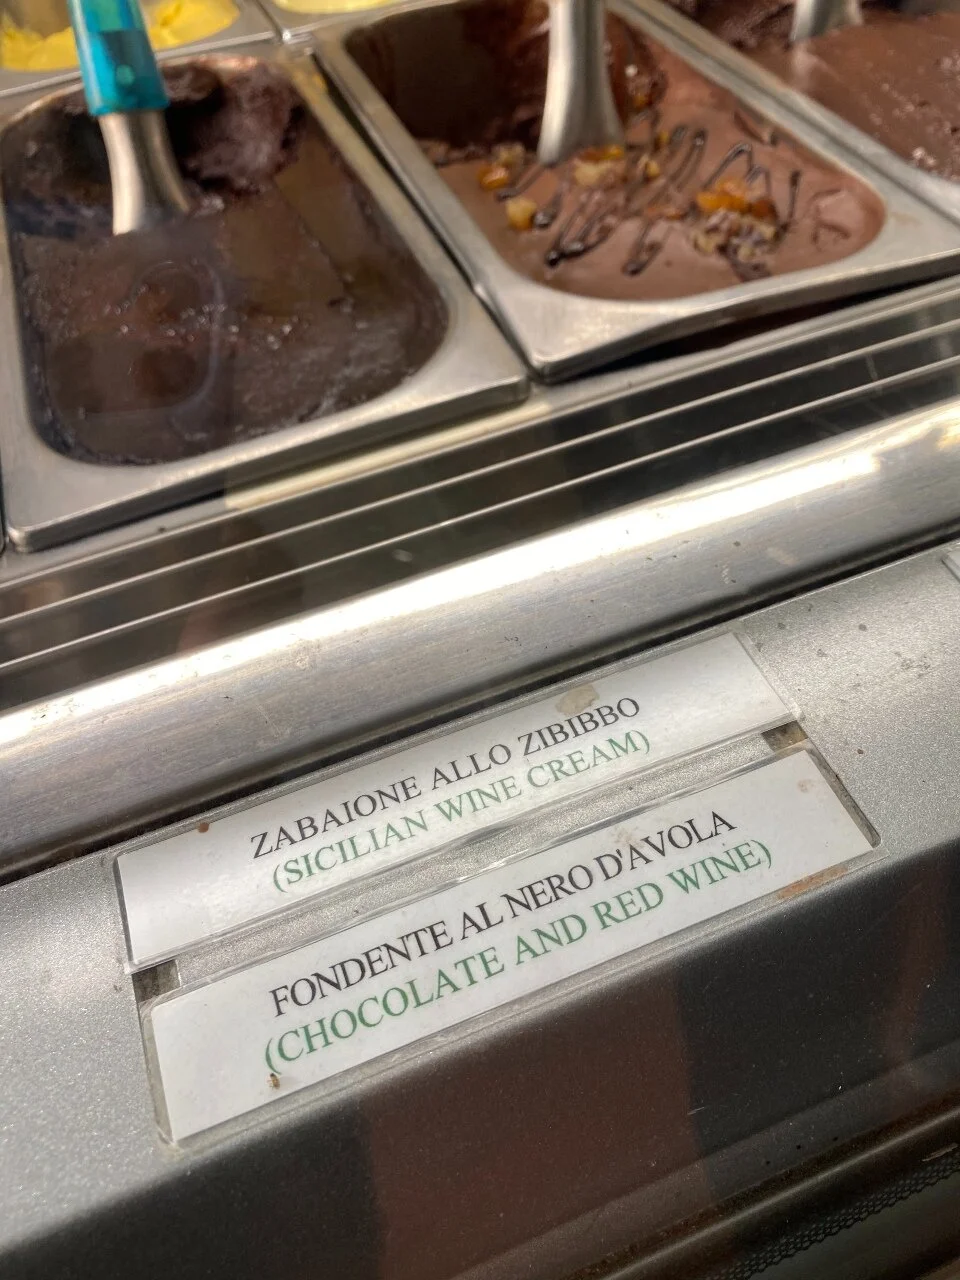 ZABAIONE ALLO ZIBIBBO
(SICILIAN WINE CREAM)
FONDENTE AL NERO D'AVOLA
(CHOCOLATE AND RED WINE)